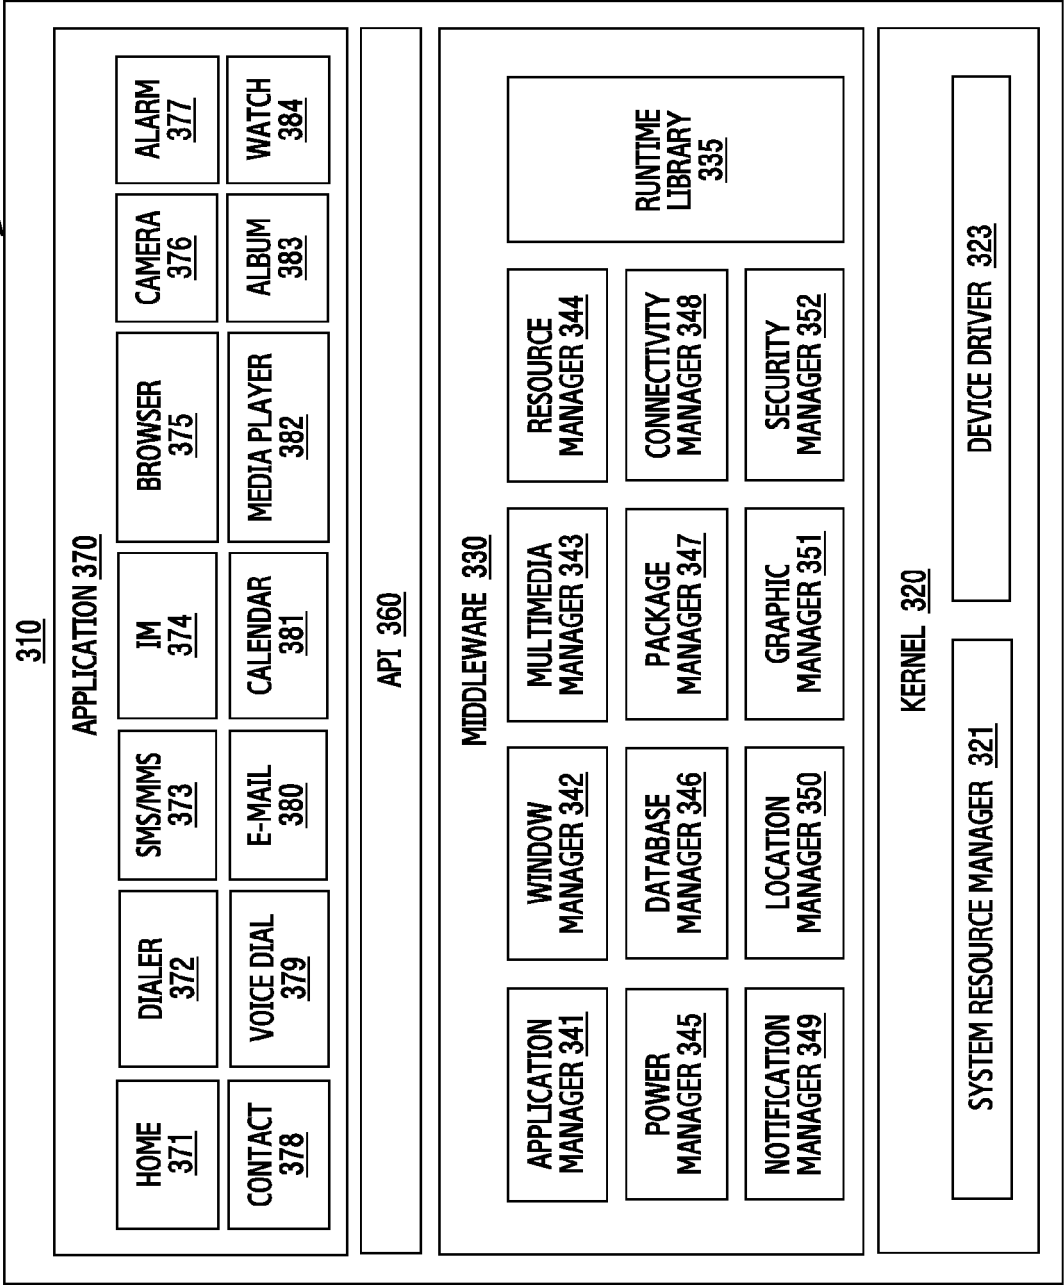 310
APPLICATION 370
HOME
371
DIALER
372
SMS/MMS
373
IM
374
BROWSER
375
CAMERA
376
ALARM
377
CONTACT
378
VOICE DIAL
379
E-MAIL
380
CALENDAR
381
MEDIA PLAYER
382
ALBUM
383
WATCH
384
API 360
MIDDLEWARE 330
APPLICATION
MANAGER 341
WINDOW
MANAGER 342
MULTIMEDIA
MANAGER 343
RESOURCE
MANAGER 344
POWER
MANAGER 345
DATABASE
MANAGER 346
PACKAGE
MANAGER 347
CONNECTIVITY
MANAGER 348
NOTIFICATION
MANAGER 349
LOCATION
MANAGER 350
GRAPHIC
MANAGER 351
SECURITY
MANAGER 352
RUNTIME
LIBRARY
335
KERNEL 320
SYSTEM RESOURCE MANAGER 321
DEVICE DRIVER 323